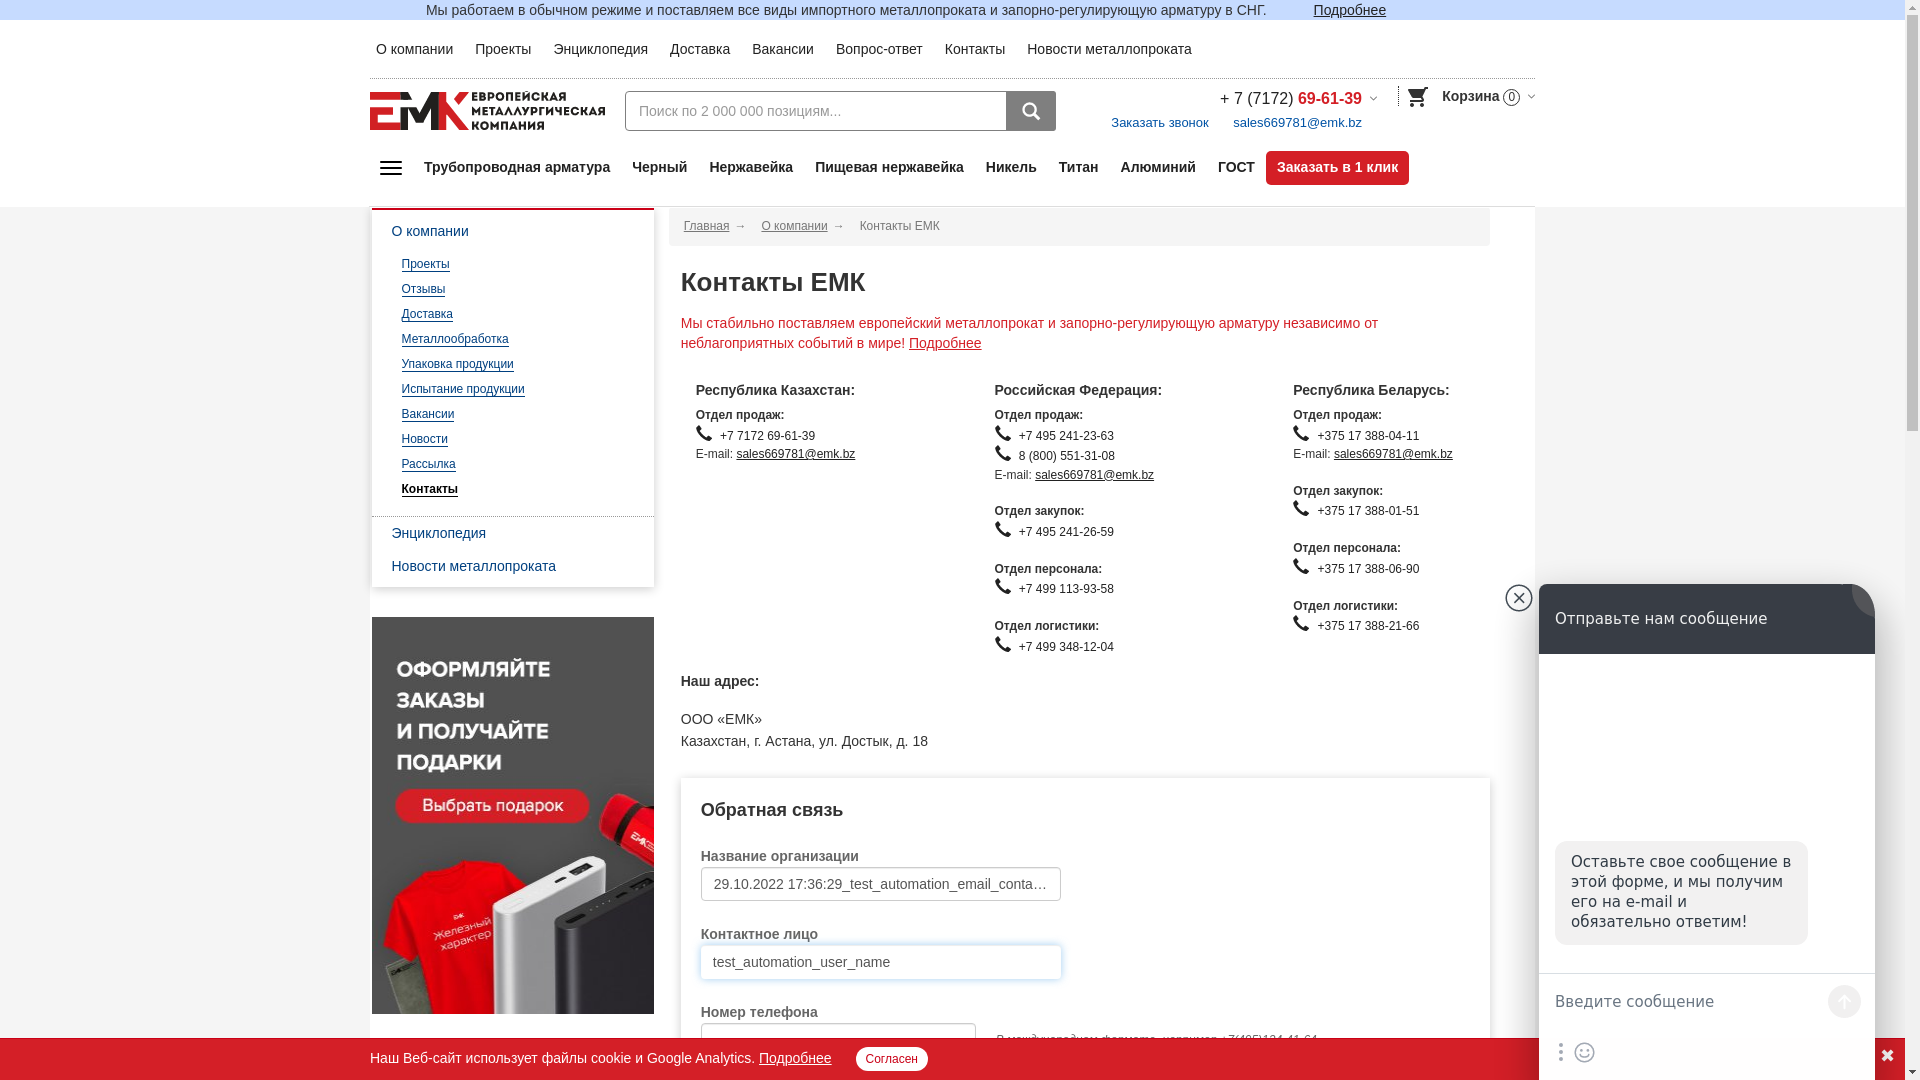 Мы работаем в обычном режиме и поставляем все виды импортного металлопроката и запорно-регулирующую арматуру в СНГ. Подробнее
О компании Проекты Энциклопедия Доставка Вакансии Вопрос-ответ Контакты Новости металлопроката
ЕМК ЕВРОПЕЙСКАЯ
МЕТАЛЛУРГИЧЕСКАЯ
КОМПАНИЯ
Поиск по 2 000 000 позициям...
+ 7 (7172) 69-61-39
Заказать звонок sales669781@emk.bz
Корзина 0
Трубопроводная арматура Черный Нержавейка Пищевая нержавейка Никель Титан Алюминий ГОСТ Заказать в 1 клик
О компании
Проекты
Отзывы
Доставка
Металлообработка
Упаковка продукции
Испытание продукции
Вакансии
Новости
Рассылка
Контакты
Энциклопедия
Новости металлопроката
ОФОРМЛЯЙТЕ
ЗАКАЗЫ
И ПОЛУЧАЙТЕ
ПОДАРКИ
Выбрать подарок
ЕМК
Железный
характер
ЕМК
Главная → О компании → Контакты ЕМК
Контакты ЕМК
Мы стабильно поставляем европейский металлопрокат и запорно-регулирующую арматуру независимо от
неблагоприятных событий в мире! Подробнее
Республика Казахстан:
Отдел продаж:
+7 7172 69-61-39
E-mail: sales669781@emk.bz
Российская Федерация:
Отдел продаж:
+7 495 241-23-63
8 (800) 551-31-08
E-mail: sales669781@emk.bz
Отдел закупок:
+7 495 241-26-59
Отдел персонала:
+7 499 113-93-58
Отдел логистики:
+7 499 348-12-04
Республика Беларусь:
Отдел продаж:
+375 17 388-04-11
E-mail: sales669781@emk.bz
Отдел закупок:
+375 17 388-01-51
Отдел персонала:
+375 17 388-06-90
Отдел логистики:
+375 17 388-21-66
Наш адрес:
ООО «ЕМК»
Казахстан, г. Астана, ул. Достык, д. 18
Обратная связь
Название организации
29.10.2022 17:36:29_test_automation_email_conta…
Контактное лицо
test_automation_user_name
Номер телефона
Отправьте нам сообщение
Оставьте свое сообщение в
этой форме, и мы получим
его на e-mail и
обязательно ответим!
Введите сообщение
Наш Веб-сайт использует файлы cookie и Google Analytics. Подробнее Согласен